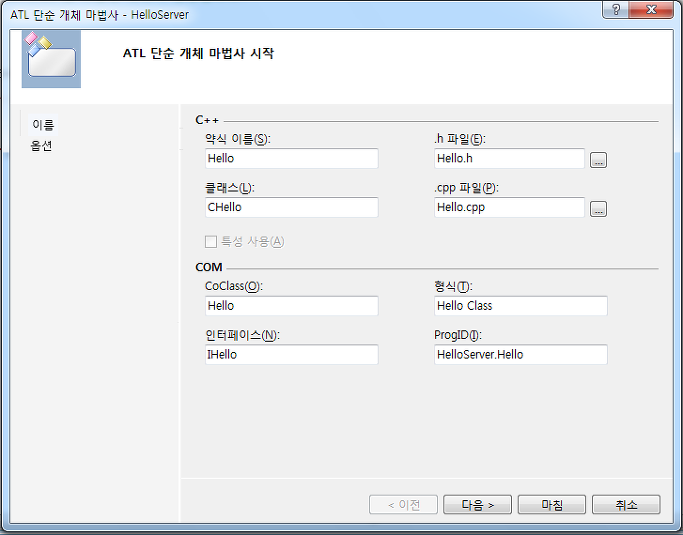 ATL 단순 개체 마법사 - HelloServer
ATL 단순 개체 마법사 시작
이름
옵션
C++
약식 이름(S):
.h 파일(E):
Hello
Hello.h
...
클래스(L):
.cpp 파일(P):
CHello
Hello.cpp
...
특성 사용(A)
COM
CoClass(O):
형식(T):
Hello
Hello Class
인터페이스(N):
ProgID(I):
IHello
HelloServer.Hello
< 이전
다음 >
마침
취소